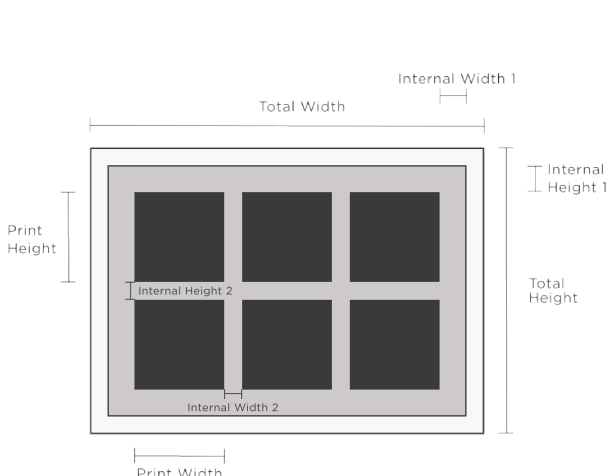 Internal Width 1
Total Width
Internal
Height 1
Print
Height
Total
Height
Internal Height 2
Internal Width 2
Print Width